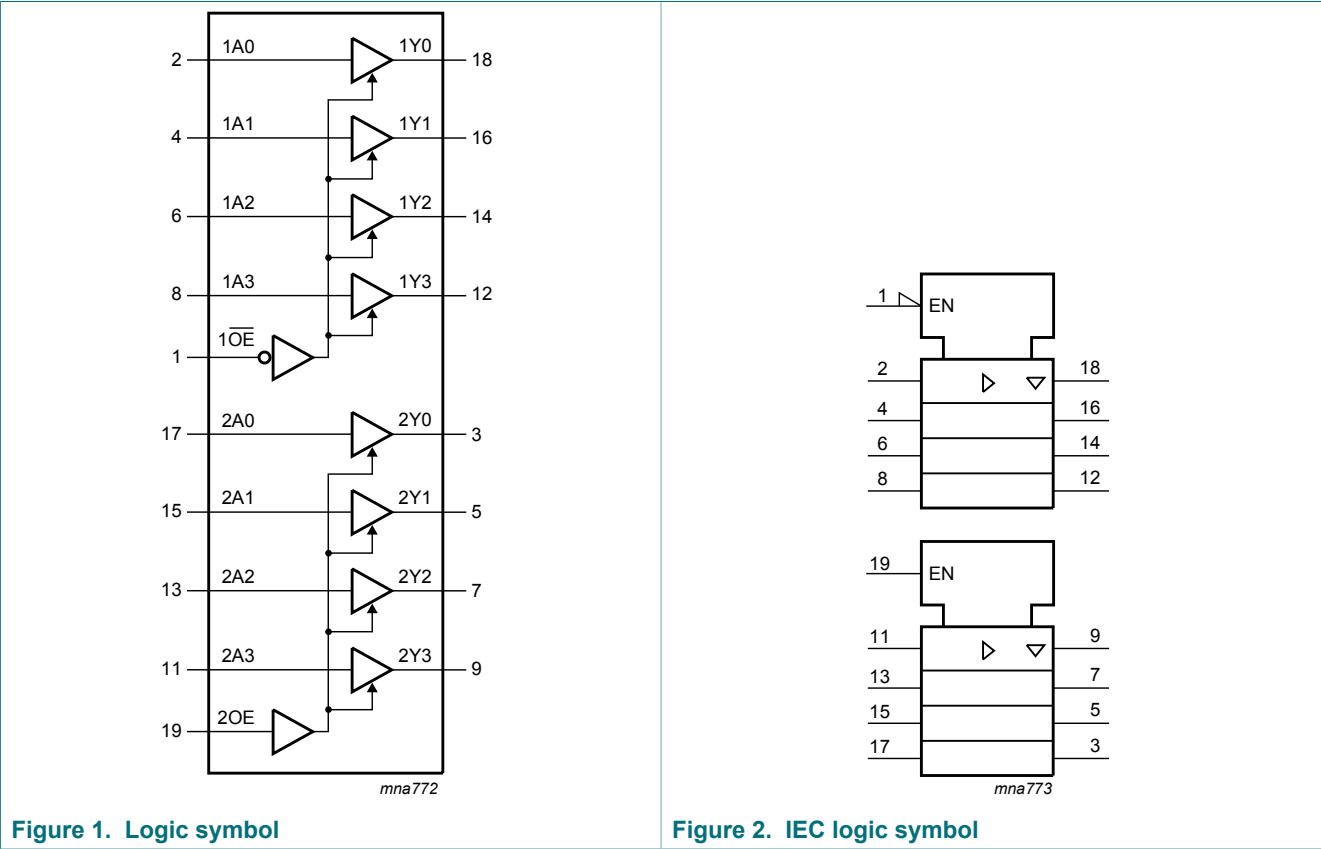 2 1A0 1Y0 18
4 1A1 1Y1 16
6 1A2 1Y2 14
8 1A3 1Y3 12
1 1O̅E̅
17 2A0 2Y0 3
15 2A1 2Y1 5
13 2A2 2Y2 7
11 2A3 2Y3 9
19 2OE
mna772
Figure 1. Logic symbol
1 EN
2 18
4 16
6 14
8 12
19 EN
11 9
13 7
15 5
17 3
mna773
Figure 2. IEC logic symbol